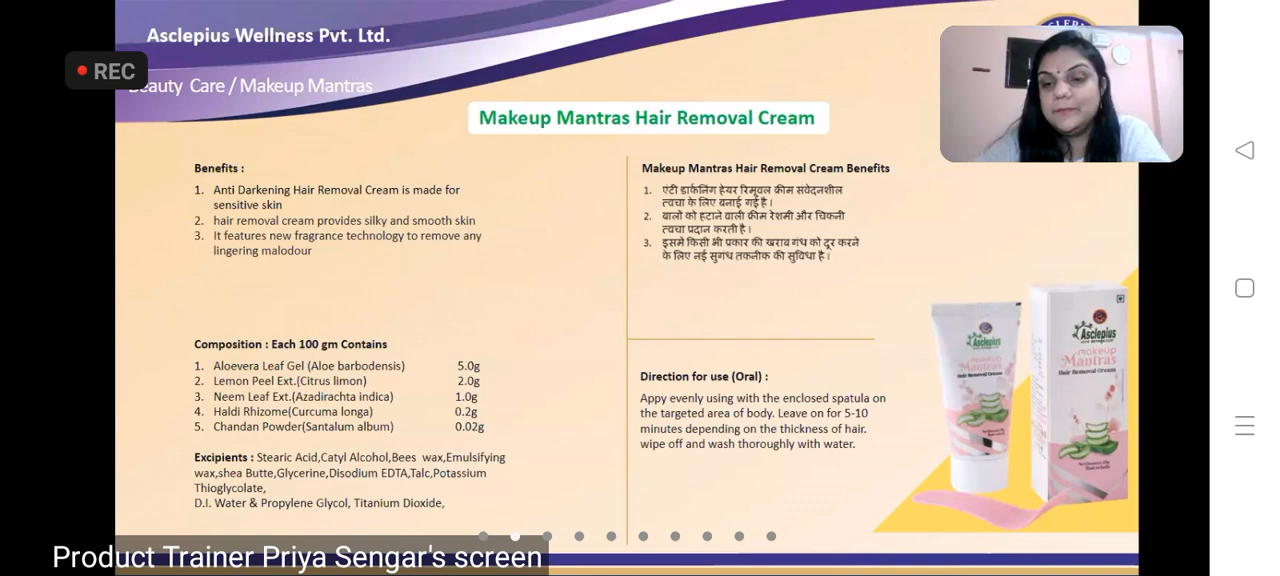 Asclepius Wellness Pvt. Ltd.
REC
Beauty Care / Makeup Mantras
Makeup Mantras Hair Removal Cream
Benefits :
1. Anti Darkening Hair Removal Cream is made for
sensitive skin
2. hair removal cream provides silky and smooth skin
3. It features new fragrance technology to remove any
lingering malodour
Composition : Each 100 gm Contains
1. Aloevera Leaf Gel (Aloe barbodensis) 5.0g
2. Lemon Peel Ext.(Citrus limon) 2.0g
3. Neem Leaf Ext.(Azadirachta indica) 1.0g
4. Haldi Rhizome(Curcuma longa) 0.2g
5. Chandan Powder(Santalum album) 0.02g
Excipients : Stearic Acid,Catyl Alcohol,Bees wax,Emulsifying
wax,shea Butte,Glycerine,Disodium EDTA,Talc,Potassium
Thioglycolate,
D.I. Water & Propylene Glycol, Titanium Dioxide,
Makeup Mantras Hair Removal Cream Benefits
1. एंटी डार्कनिंग हेयर रिमूवल क्रीम संवेदनशील
त्वचा के लिए बनाई गई है ।
2. बालों को हटाने वाली क्रीम रेशमी और चिकनी
त्वचा प्रदान करती है ।
3. इसमे किसी भी प्रकार की खराब गंध को दूर करने
के लिए नई सुगंध तकनीक की सुविधा है ।
Direction for use (Oral) :
Appy evenly using with the enclosed spatula on
the targeted area of body. Leave on for 5-10
minutes depending on the thickness of hair.
wipe off and wash thoroughly with water.
Asclepius
makeup
Mantras
Hair Removal Cream
Asclepius
makeup
Mantras
Hair Removal Cream
Product Trainer Priya Sengar's screen